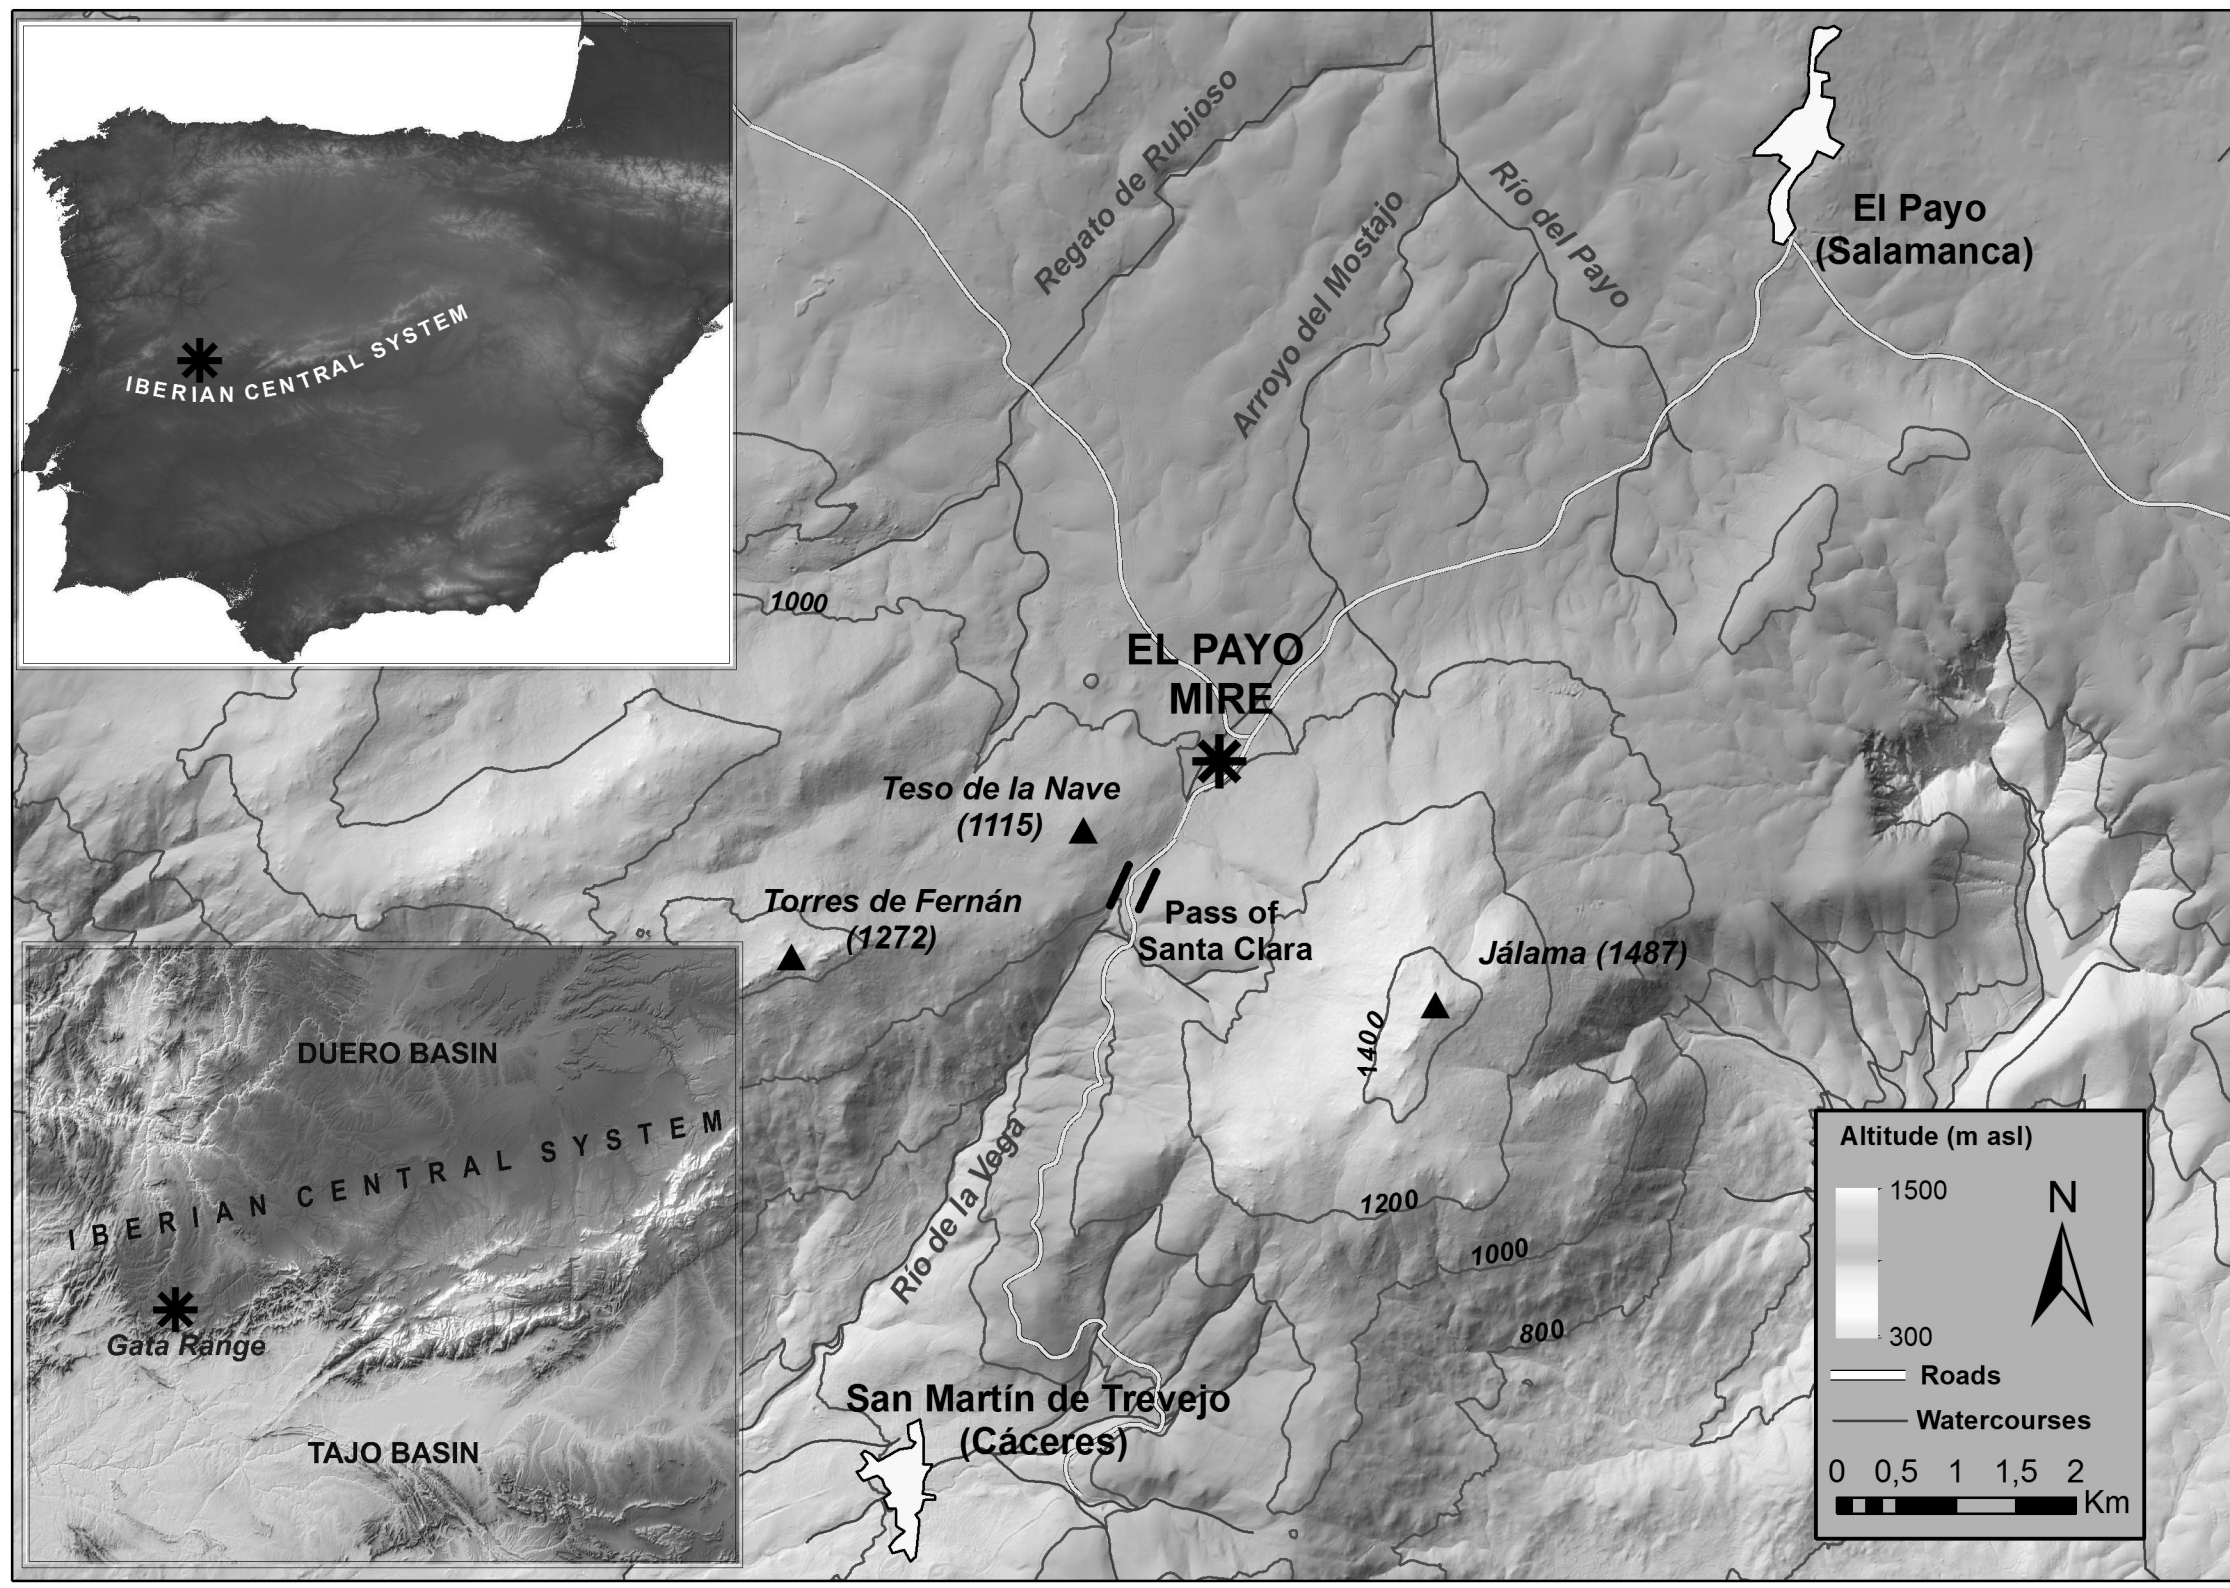 IBERIAN CENTRAL SYSTEM
Regato de Rubioso
Arroyo del Mostajo
Río del Payo
El Payo
(Salamanca)
1000
EL PAYO
MIRE
Teso de la Nave
(1115)
Torres de Fernán
(1272)
Pass of
Santa Clara
Jálama (1487)
1400
1200
1000
800
Río de la Vega
San Martín de Trevejo
(Cáceres)
DUERO BASIN
IBERIAN CENTRAL SYSTEM
Gata Range
TAJO BASIN
Altitude (m asl)
1500
300
N
Roads
Watercourses
0 0,5 1 1,5 2
Km